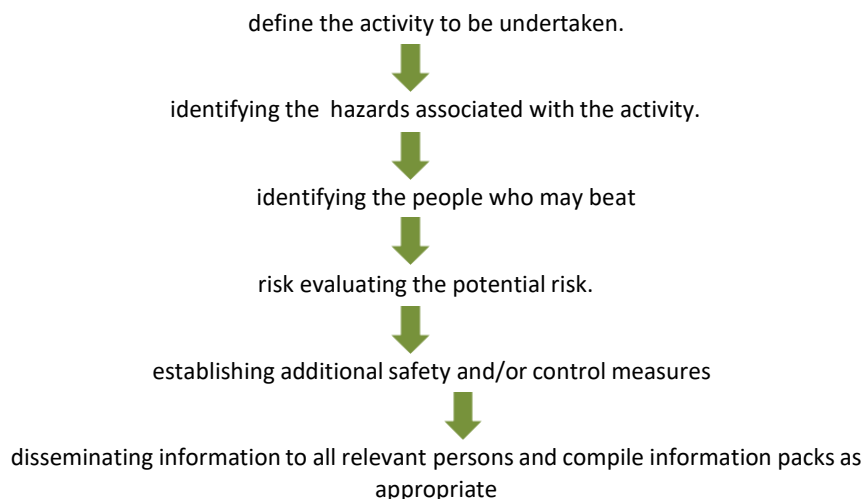 define the activity to be undertaken.
identifying the hazards associated with the activity.
identifying the people who may beat
risk evaluating the potential risk.
establishing additional safety and/or control measures
disseminating information to all relevant persons and compile information packs as
appropriate